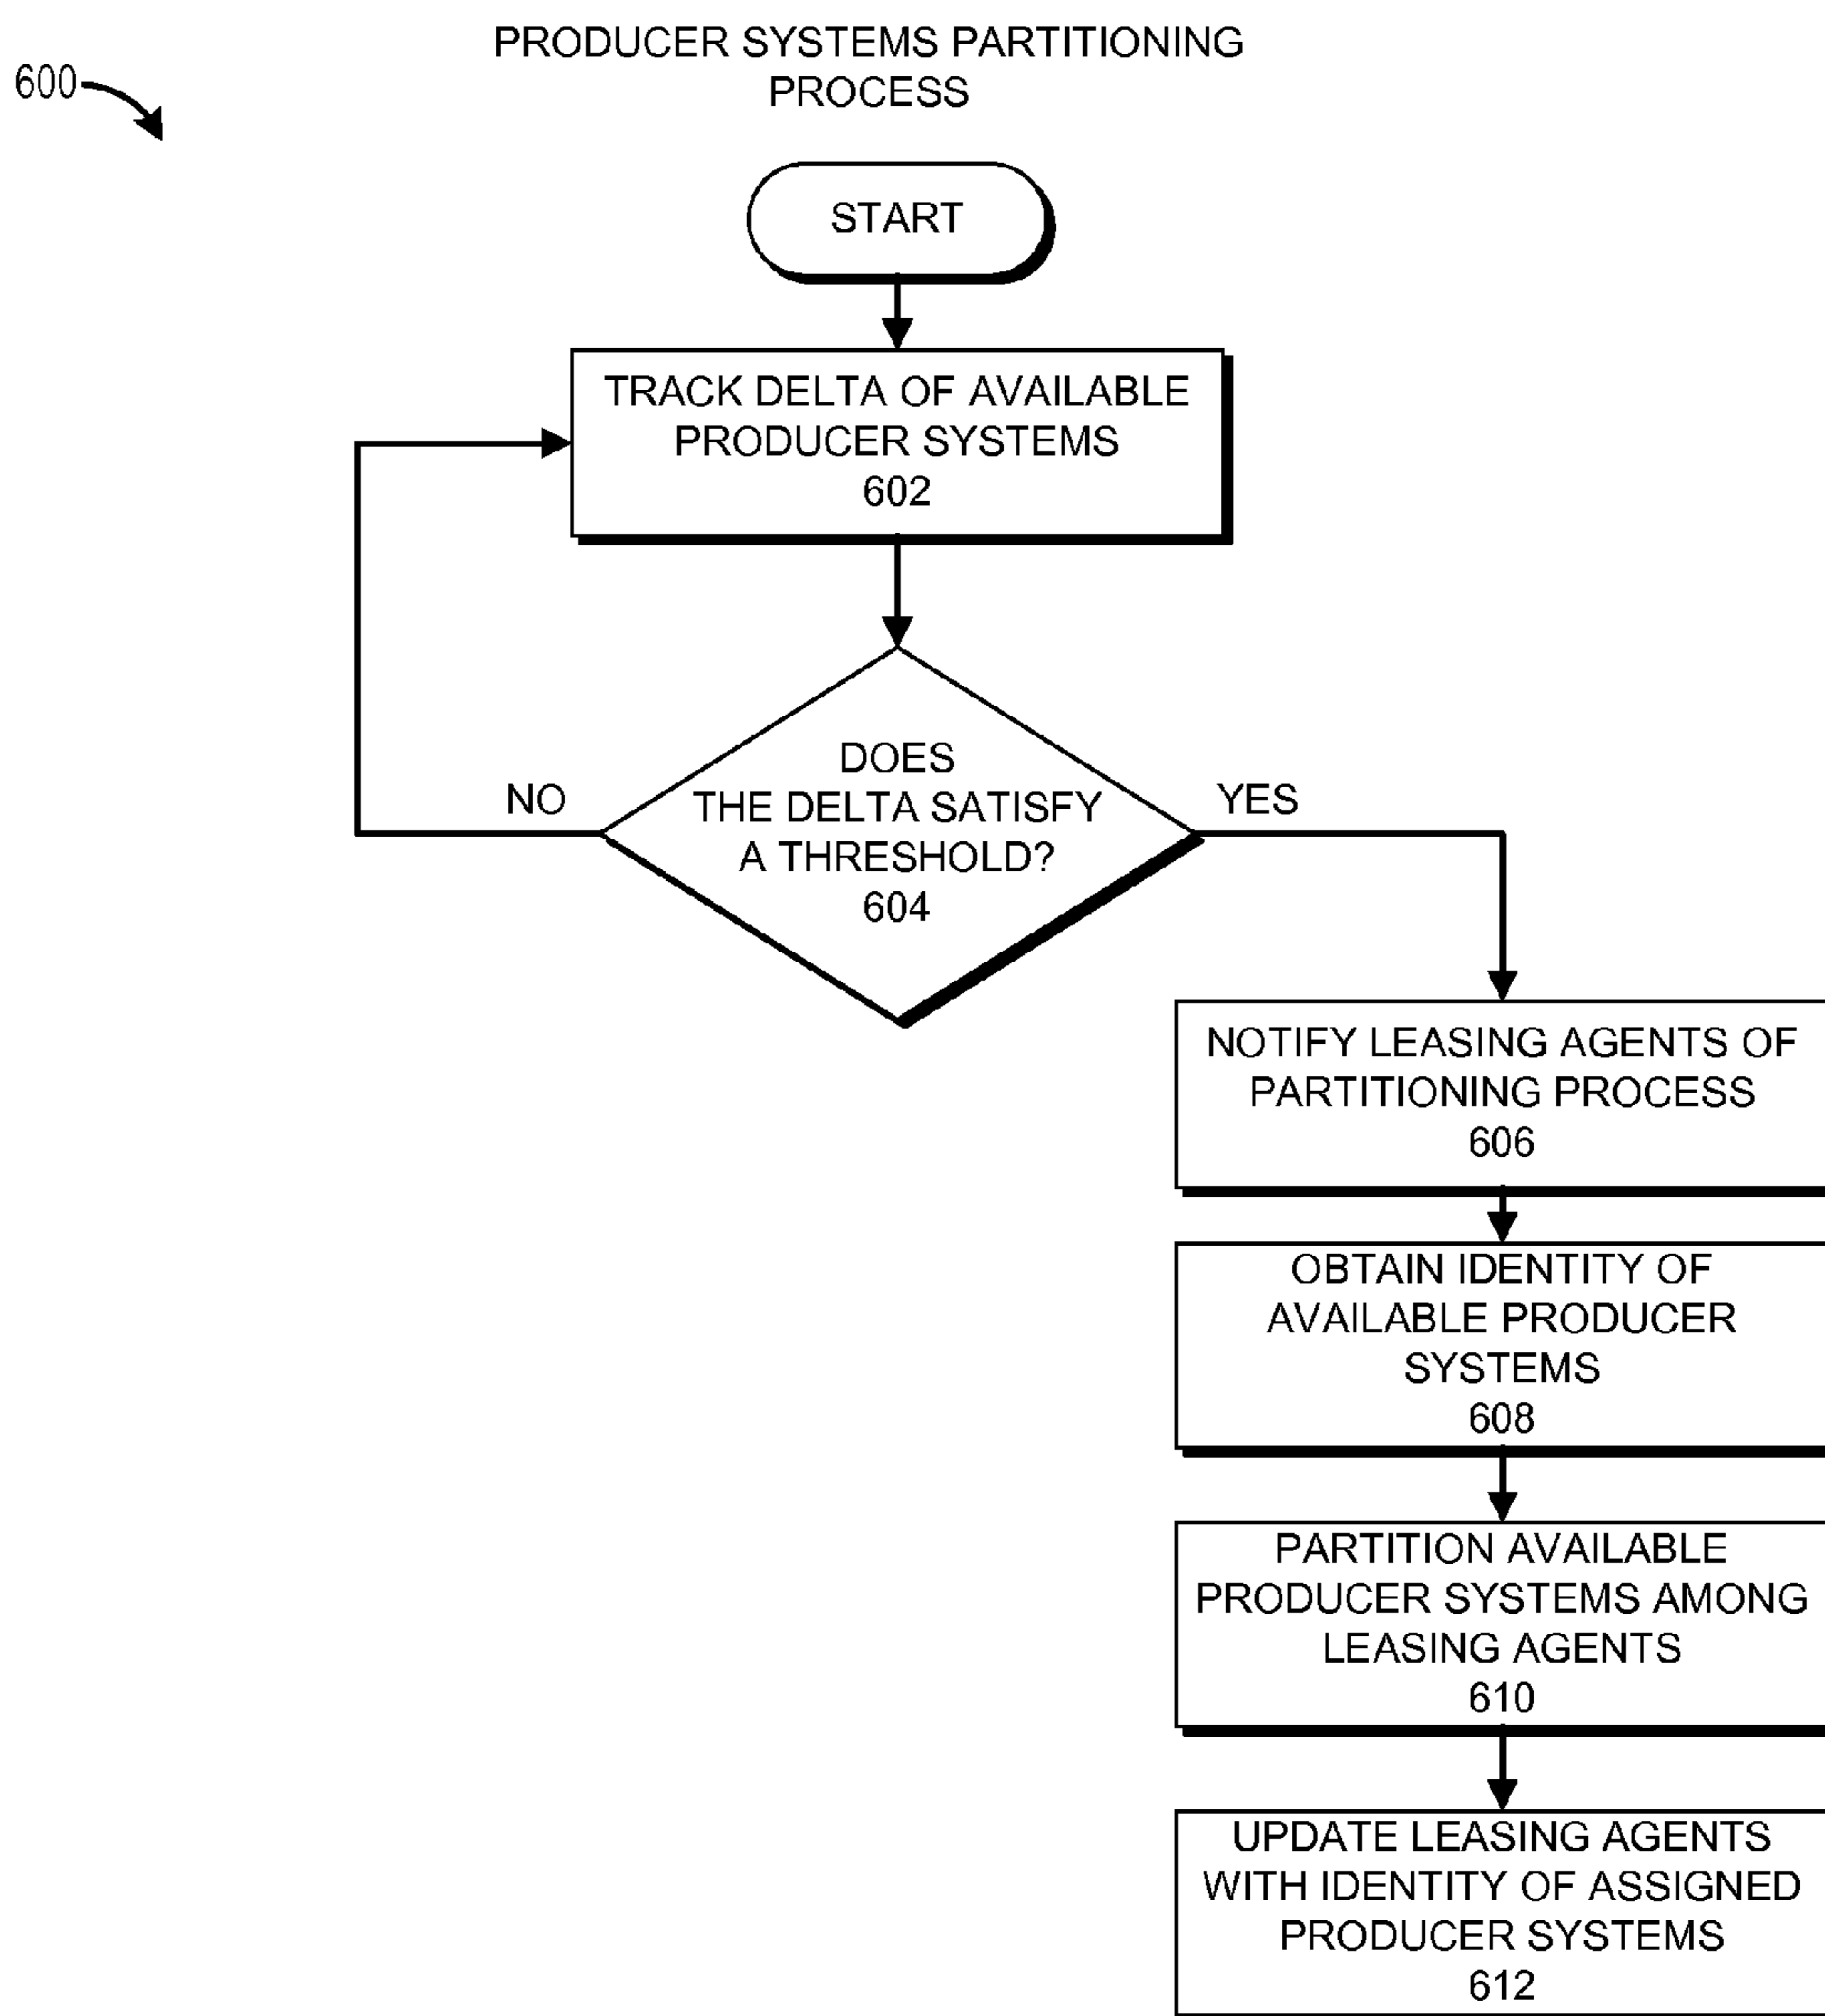 PRODUCER SYSTEMS PARTITIONING
PROCESS
600
START
TRACK DELTA OF AVAILABLE
PRODUCER SYSTEMS
602
DOES
THE DELTA SATISFY
A THRESHOLD?
604
NO
YES
NOTIFY LEASING AGENTS OF
PARTITIONING PROCESS
606
OBTAIN IDENTITY OF
AVAILABLE PRODUCER
SYSTEMS
608
PARTITION AVAILABLE
PRODUCER SYSTEMS AMONG
LEASING AGENTS
610
UPDATE LEASING AGENTS
WITH IDENTITY OF ASSIGNED
PRODUCER SYSTEMS
612